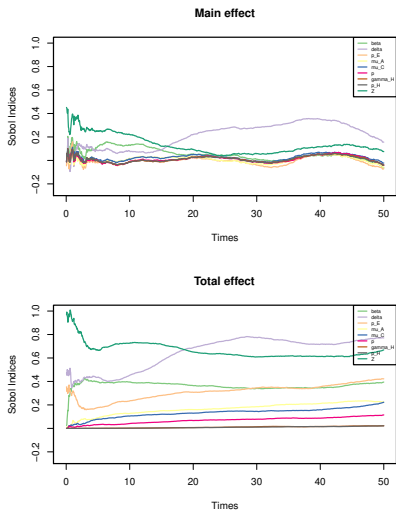 Main effect
Sobol Indices
1.0
0.8
0.6
0.4
0.2
−0.2
beta
delta
p_E
mu_A
mu_C
p
gamma_H
p_H
Z
0 10 20 30 40 50
Times
Total effect
Sobol Indices
1.0
0.8
0.6
0.4
0.2
−0.2
beta
delta
p_E
mu_A
mu_C
p
gamma_H
p_H
Z
0 10 20 30 40 50
Times